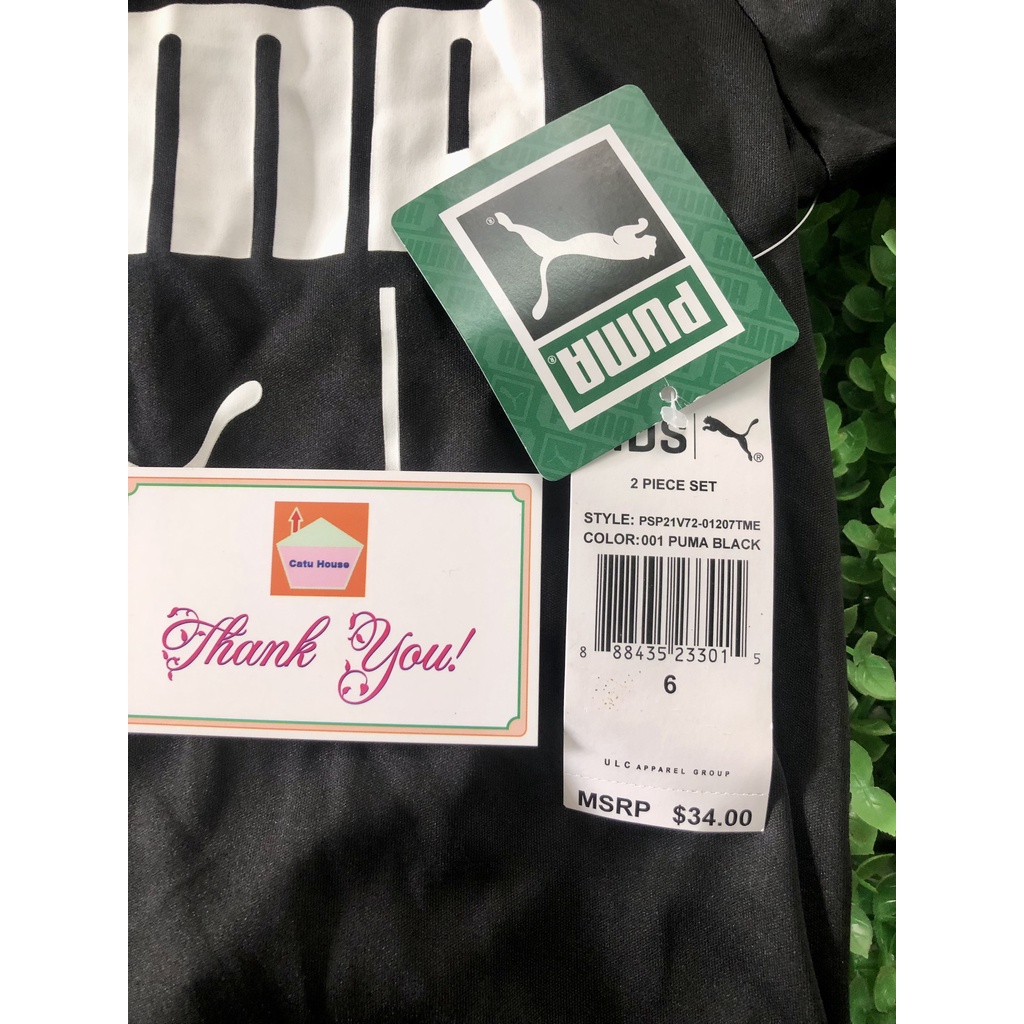 PUMA
®
®
KIDS
®
2 PIECE SET
STYLE: PSP21V72-01207TME
COLOR:001 PUMA BLACK
8 88435 23301 5
6
ULC APPAREL GROUP
MSRP $34.00
Catu House
Thank You!